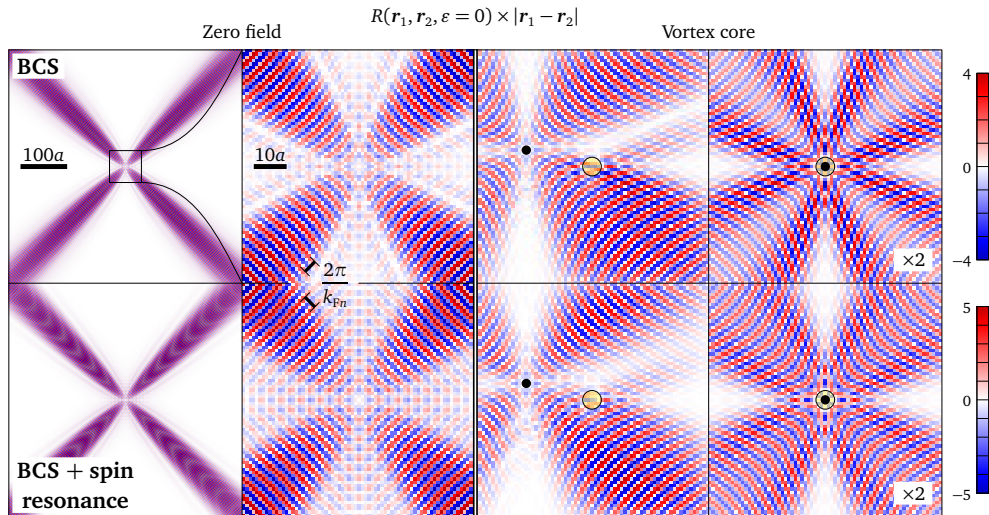 R(r₁, r₂, ε = 0) × |r₁ − r₂|
Zero field
Vortex core
BCS
100a
10a
2π
k_Fn
×2
4
0
−4
BCS + spin
resonance
×2
5
0
−5